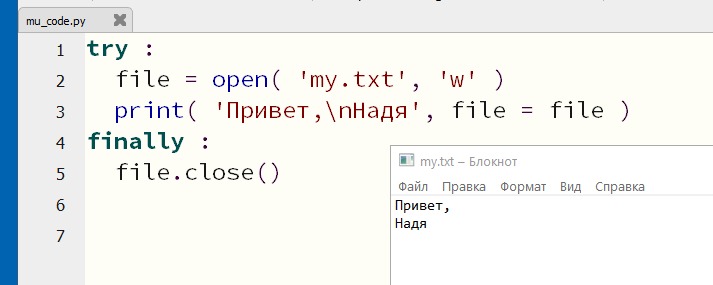 mu_code.py
1 try :
2 file = open( 'my.txt', 'w' )
3 print( 'Привет,\nНадя', file = file )
4 finally :
5 file.close()
6
7
my.txt – Блокнот
Файл Правка Формат Вид Справка
Привет,
Надя